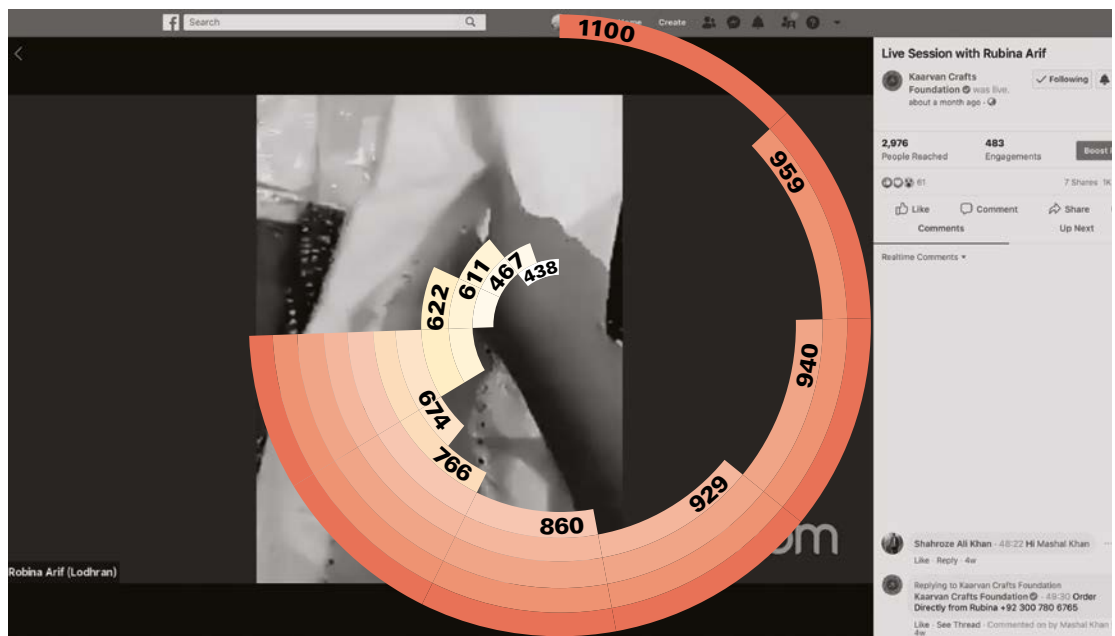 Search
Create
Live Session with Rubina Arif
Kaarvan Crafts
Foundation was live.
about a month ago
Following
2,976
People Reached
483
Engagements
61
7 Shares
Like
Comment
Share
Comments
Up Next
Realtime Comments
1100
959
940
929
860
766
674
622
611
467
438
Robina Arif (Lodhran)
Shahroze Ali Khan · 48:22 Hi Mashal Khan
Like · Reply · 4w
Replying to Kaarvan Crafts Foundation
Kaarvan Crafts Foundation · 49:30 Order
Directly from Rubina +92 300 780 6765
Like · See Thread · Commented on by Mashal Khan
4w